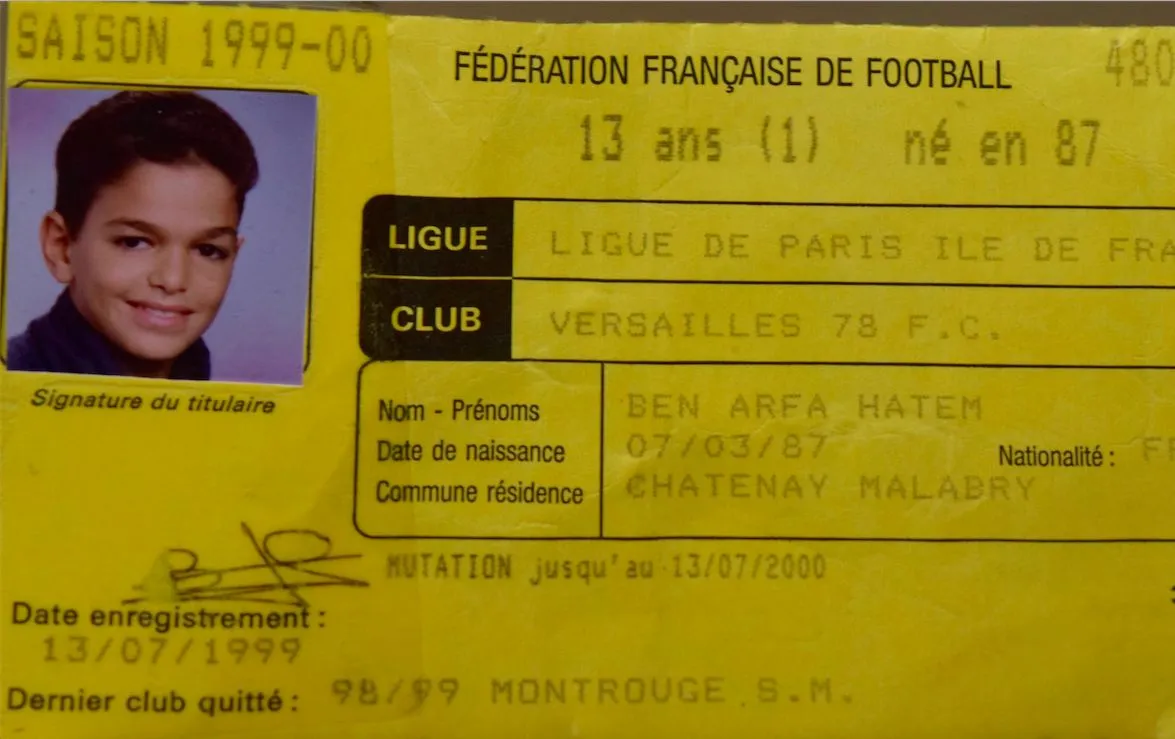 SAISON 1999-00
FÉDÉRATION FRANÇAISE DE FOOTBALL 480
13 ans (1) né en 87
LIGUE LIGUE DE PARIS ILE DE FRA
CLUB VERSAILLES 78 F.C.
Signature du titulaire
Nom - Prénoms BEN ARFA HATEM
Date de naissance 07/03/87 Nationalité : F
Commune résidence CHATENAY MALABRY
MUTATION jusqu'au 13/07/2000
Date enregistrement :
13/07/1999
Dernier club quitté : 98/99 MONTROUGE S.M.